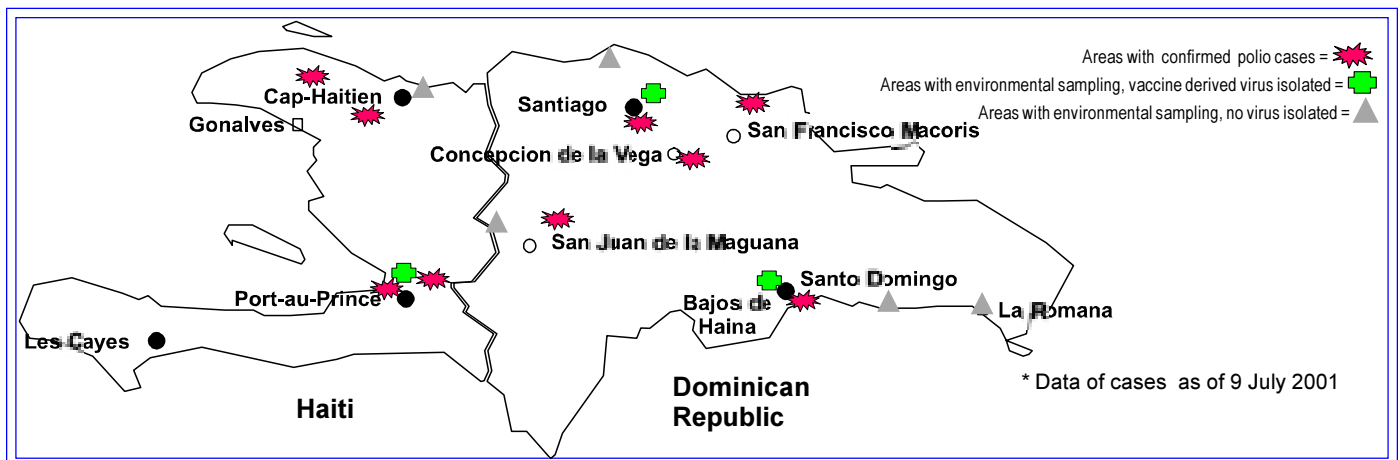 Areas with confirmed polio cases =
Areas with environmental sampling, vaccine derived virus isolated =
Areas with environmental sampling, no virus isolated =
Cap-Haitien
Gonalves
Santiago
San Francisco Macoris
Concepcion de la Vega
San Juan de la Maguana
Port-au-Prince
Santo Domingo
Bajos de
Haina
La Romana
Les Cayes
* Data of cases as of 9 July 2001
Haiti
Dominican
Republic